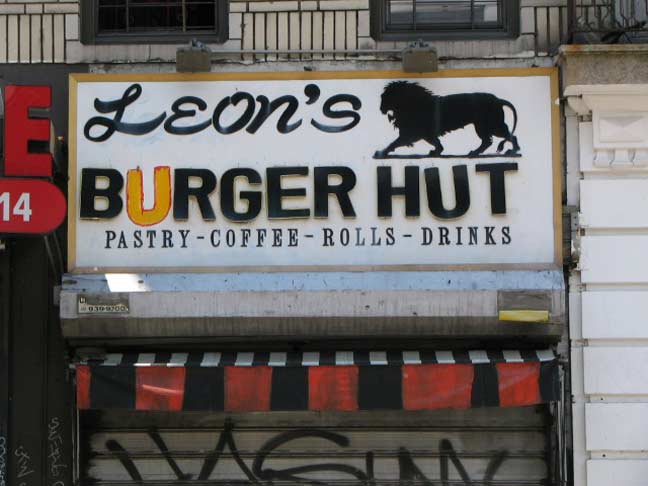 Leon's
BURGER HUT
PASTRY-COFFEE-ROLLS-DRINKS
E
14